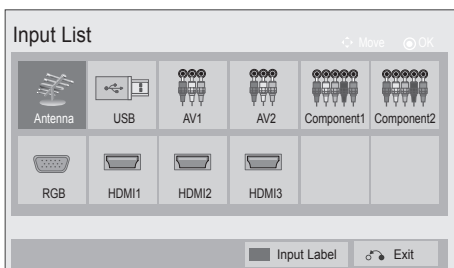 Input List
Move OK
Antenna USB AV1 AV2 Component1 Component2
RGB HDMI1 HDMI2 HDMI3
Input Label Exit